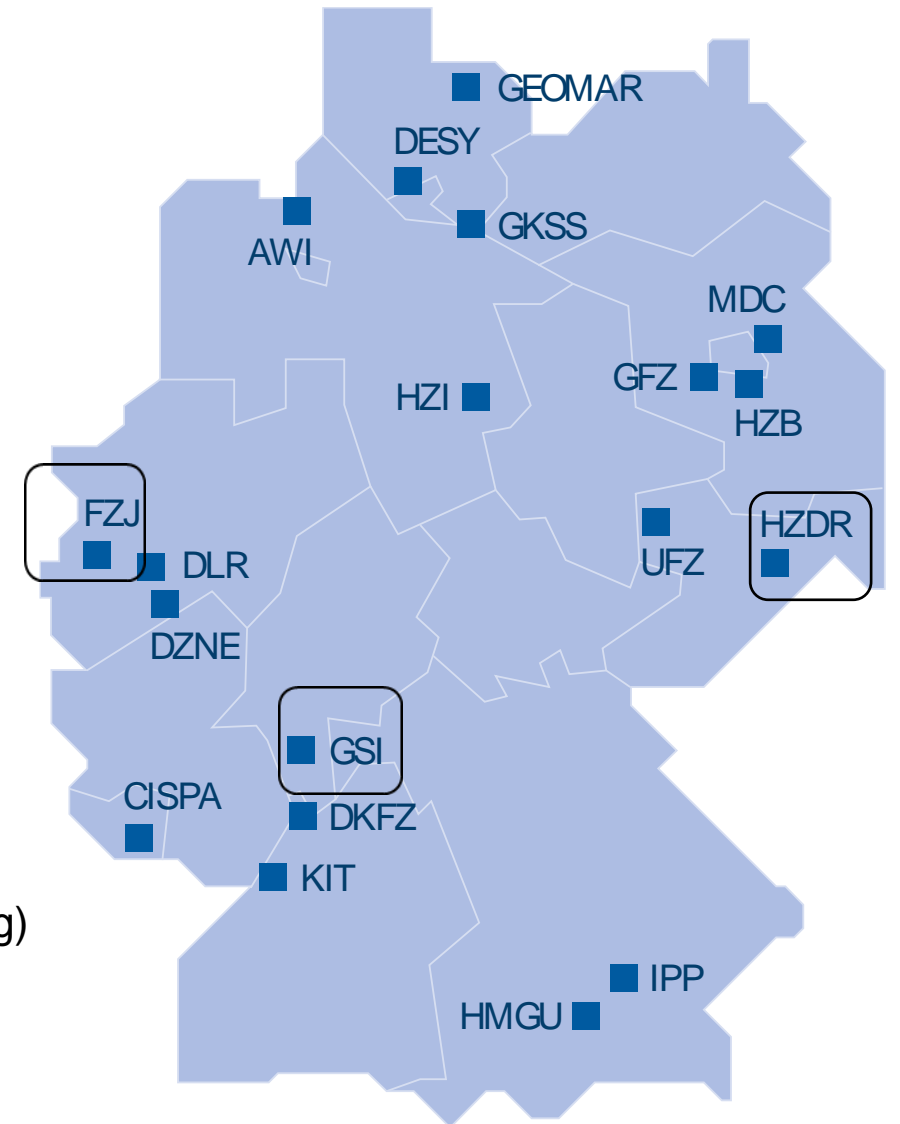 GEOMAR
DESY
GKSS
AWI
MDC
GFZ
HZB
HZI
FZJ
HZDR
DLR
UFZ
DZNE
GSI
CISPA
DKFZ
KIT
g)
IPP
HMGU